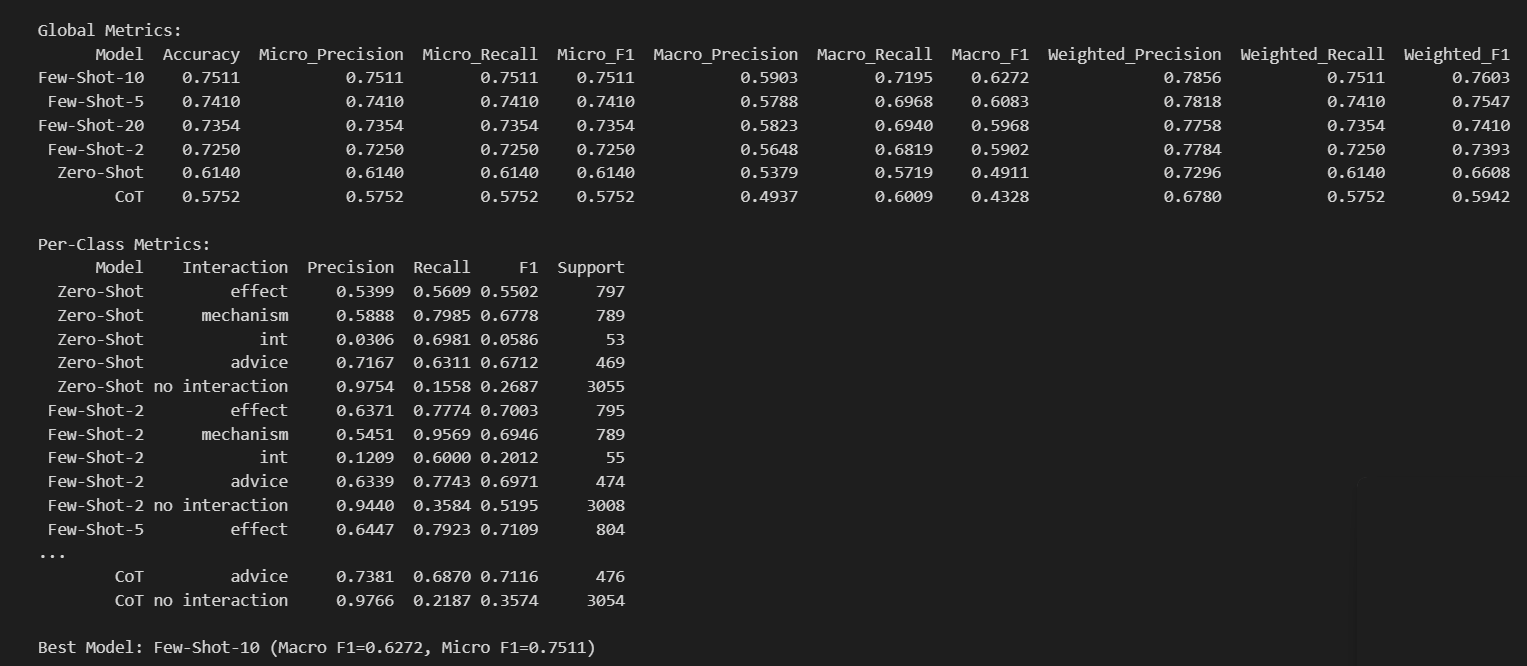 Global Metrics:
Model Accuracy Micro_Precision Micro_Recall Micro_F1 Macro_Precision Macro_Recall Macro_F1 Weighted_Precision Weighted_Recall Weighted_F1
Few-Shot-10 0.7511 0.7511 0.7511 0.7511 0.5903 0.7195 0.6272 0.7856 0.7511 0.7603
Few-Shot-5 0.7410 0.7410 0.7410 0.7410 0.5788 0.6968 0.6083 0.7818 0.7410 0.7547
Few-Shot-20 0.7354 0.7354 0.7354 0.7354 0.5823 0.6940 0.5968 0.7758 0.7354 0.7410
Few-Shot-2 0.7250 0.7250 0.7250 0.7250 0.5648 0.6819 0.5902 0.7784 0.7250 0.7393
Zero-Shot 0.6140 0.6140 0.6140 0.6140 0.5379 0.5719 0.4911 0.7296 0.6140 0.6608
CoT 0.5752 0.5752 0.5752 0.5752 0.4937 0.6009 0.4328 0.6780 0.5752 0.5942
Per-Class Metrics:
Model Interaction Precision Recall F1 Support
Zero-Shot effect 0.5399 0.5609 0.5502 797
Zero-Shot mechanism 0.5888 0.7985 0.6778 789
Zero-Shot int 0.0306 0.6981 0.0586 53
Zero-Shot advice 0.7167 0.6311 0.6712 469
Zero-Shot no interaction 0.9754 0.1558 0.2687 3055
Few-Shot-2 effect 0.6371 0.7774 0.7003 795
Few-Shot-2 mechanism 0.5451 0.9569 0.6946 789
Few-Shot-2 int 0.1209 0.6000 0.2012 55
Few-Shot-2 advice 0.6339 0.7743 0.6971 474
Few-Shot-2 no interaction 0.9440 0.3584 0.5195 3008
Few-Shot-5 effect 0.6447 0.7923 0.7109 804
...
CoT advice 0.7381 0.6870 0.7116 476
CoT no interaction 0.9766 0.2187 0.3574 3054
Best Model: Few-Shot-10 (Macro F1=0.6272, Micro F1=0.7511)